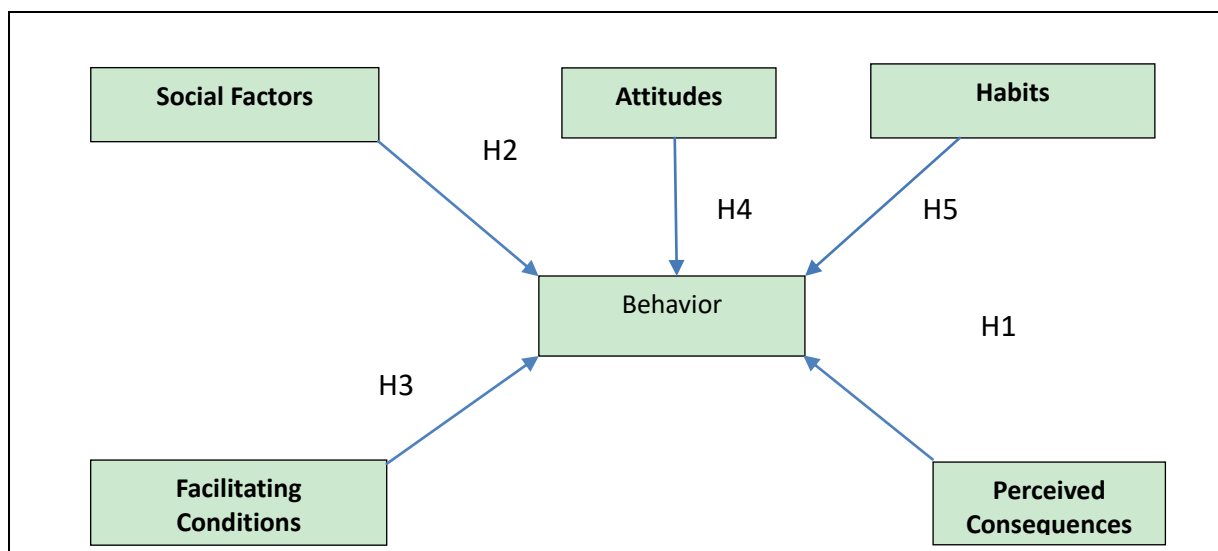 Social Factors
Attitudes
Habits
H2
H4
H5
Behavior
H1
H3
Facilitating
Conditions
Perceived
Consequences